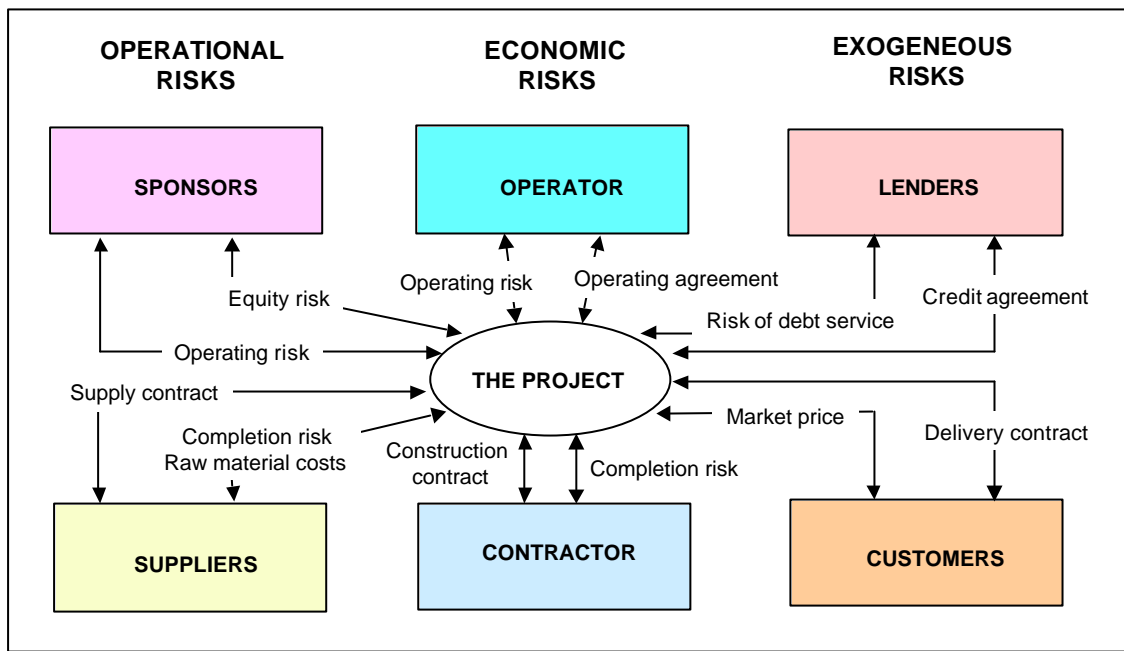 OPERATIONAL
RISKS
ECONOMIC
RISKS
EXOGENEOUS
RISKS
SPONSORS
OPERATOR
LENDERS
Equity risk
Operating risk
Operating agreement
Risk of debt service
Credit agreement
Operating risk
THE PROJECT
Supply contract
Completion risk
Raw material costs
Construction
contract
Completion risk
Market price
Delivery contract
SUPPLIERS
CONTRACTOR
CUSTOMERS